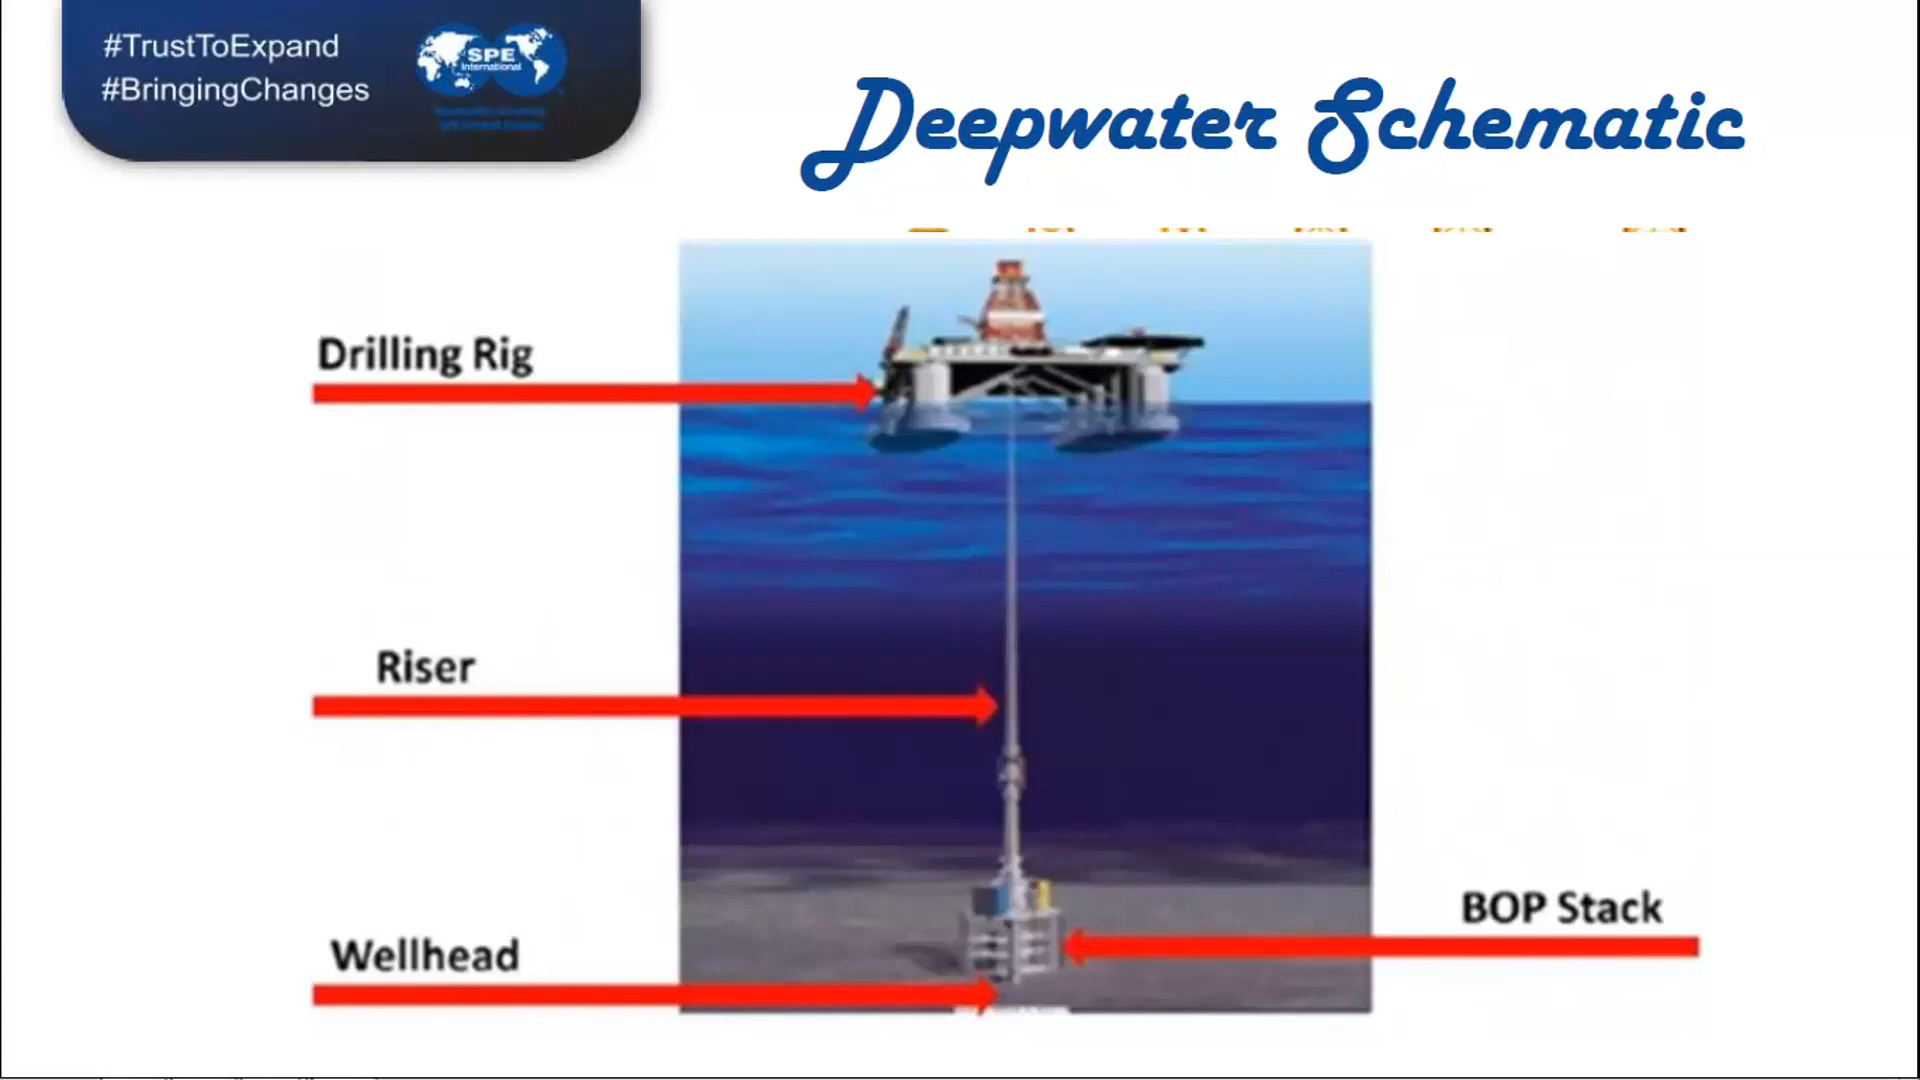 #TrustToExpand
#BringingChanges
SPE
International
Deepwater Schematic
Drilling Rig
Riser
BOP Stack
Wellhead